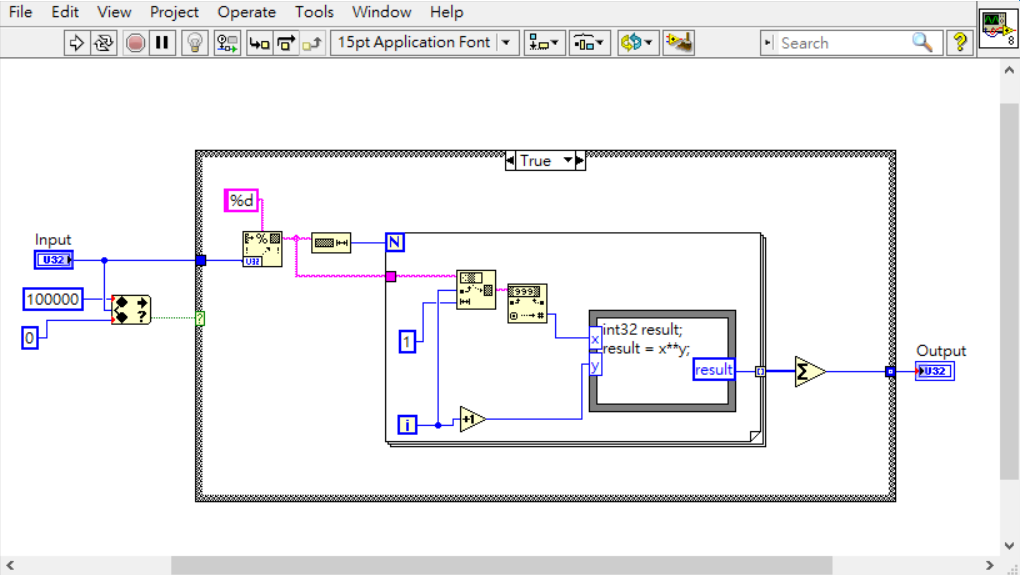 File Edit View Project Operate Tools Window Help
15pt Application Font Search ?
8
True
%d
%
U32
N
Input
U32
100000
?
?
0
999
#
1
int32 result;
result = x**y;
x
y
result
i
+1
Σ
Output
U32